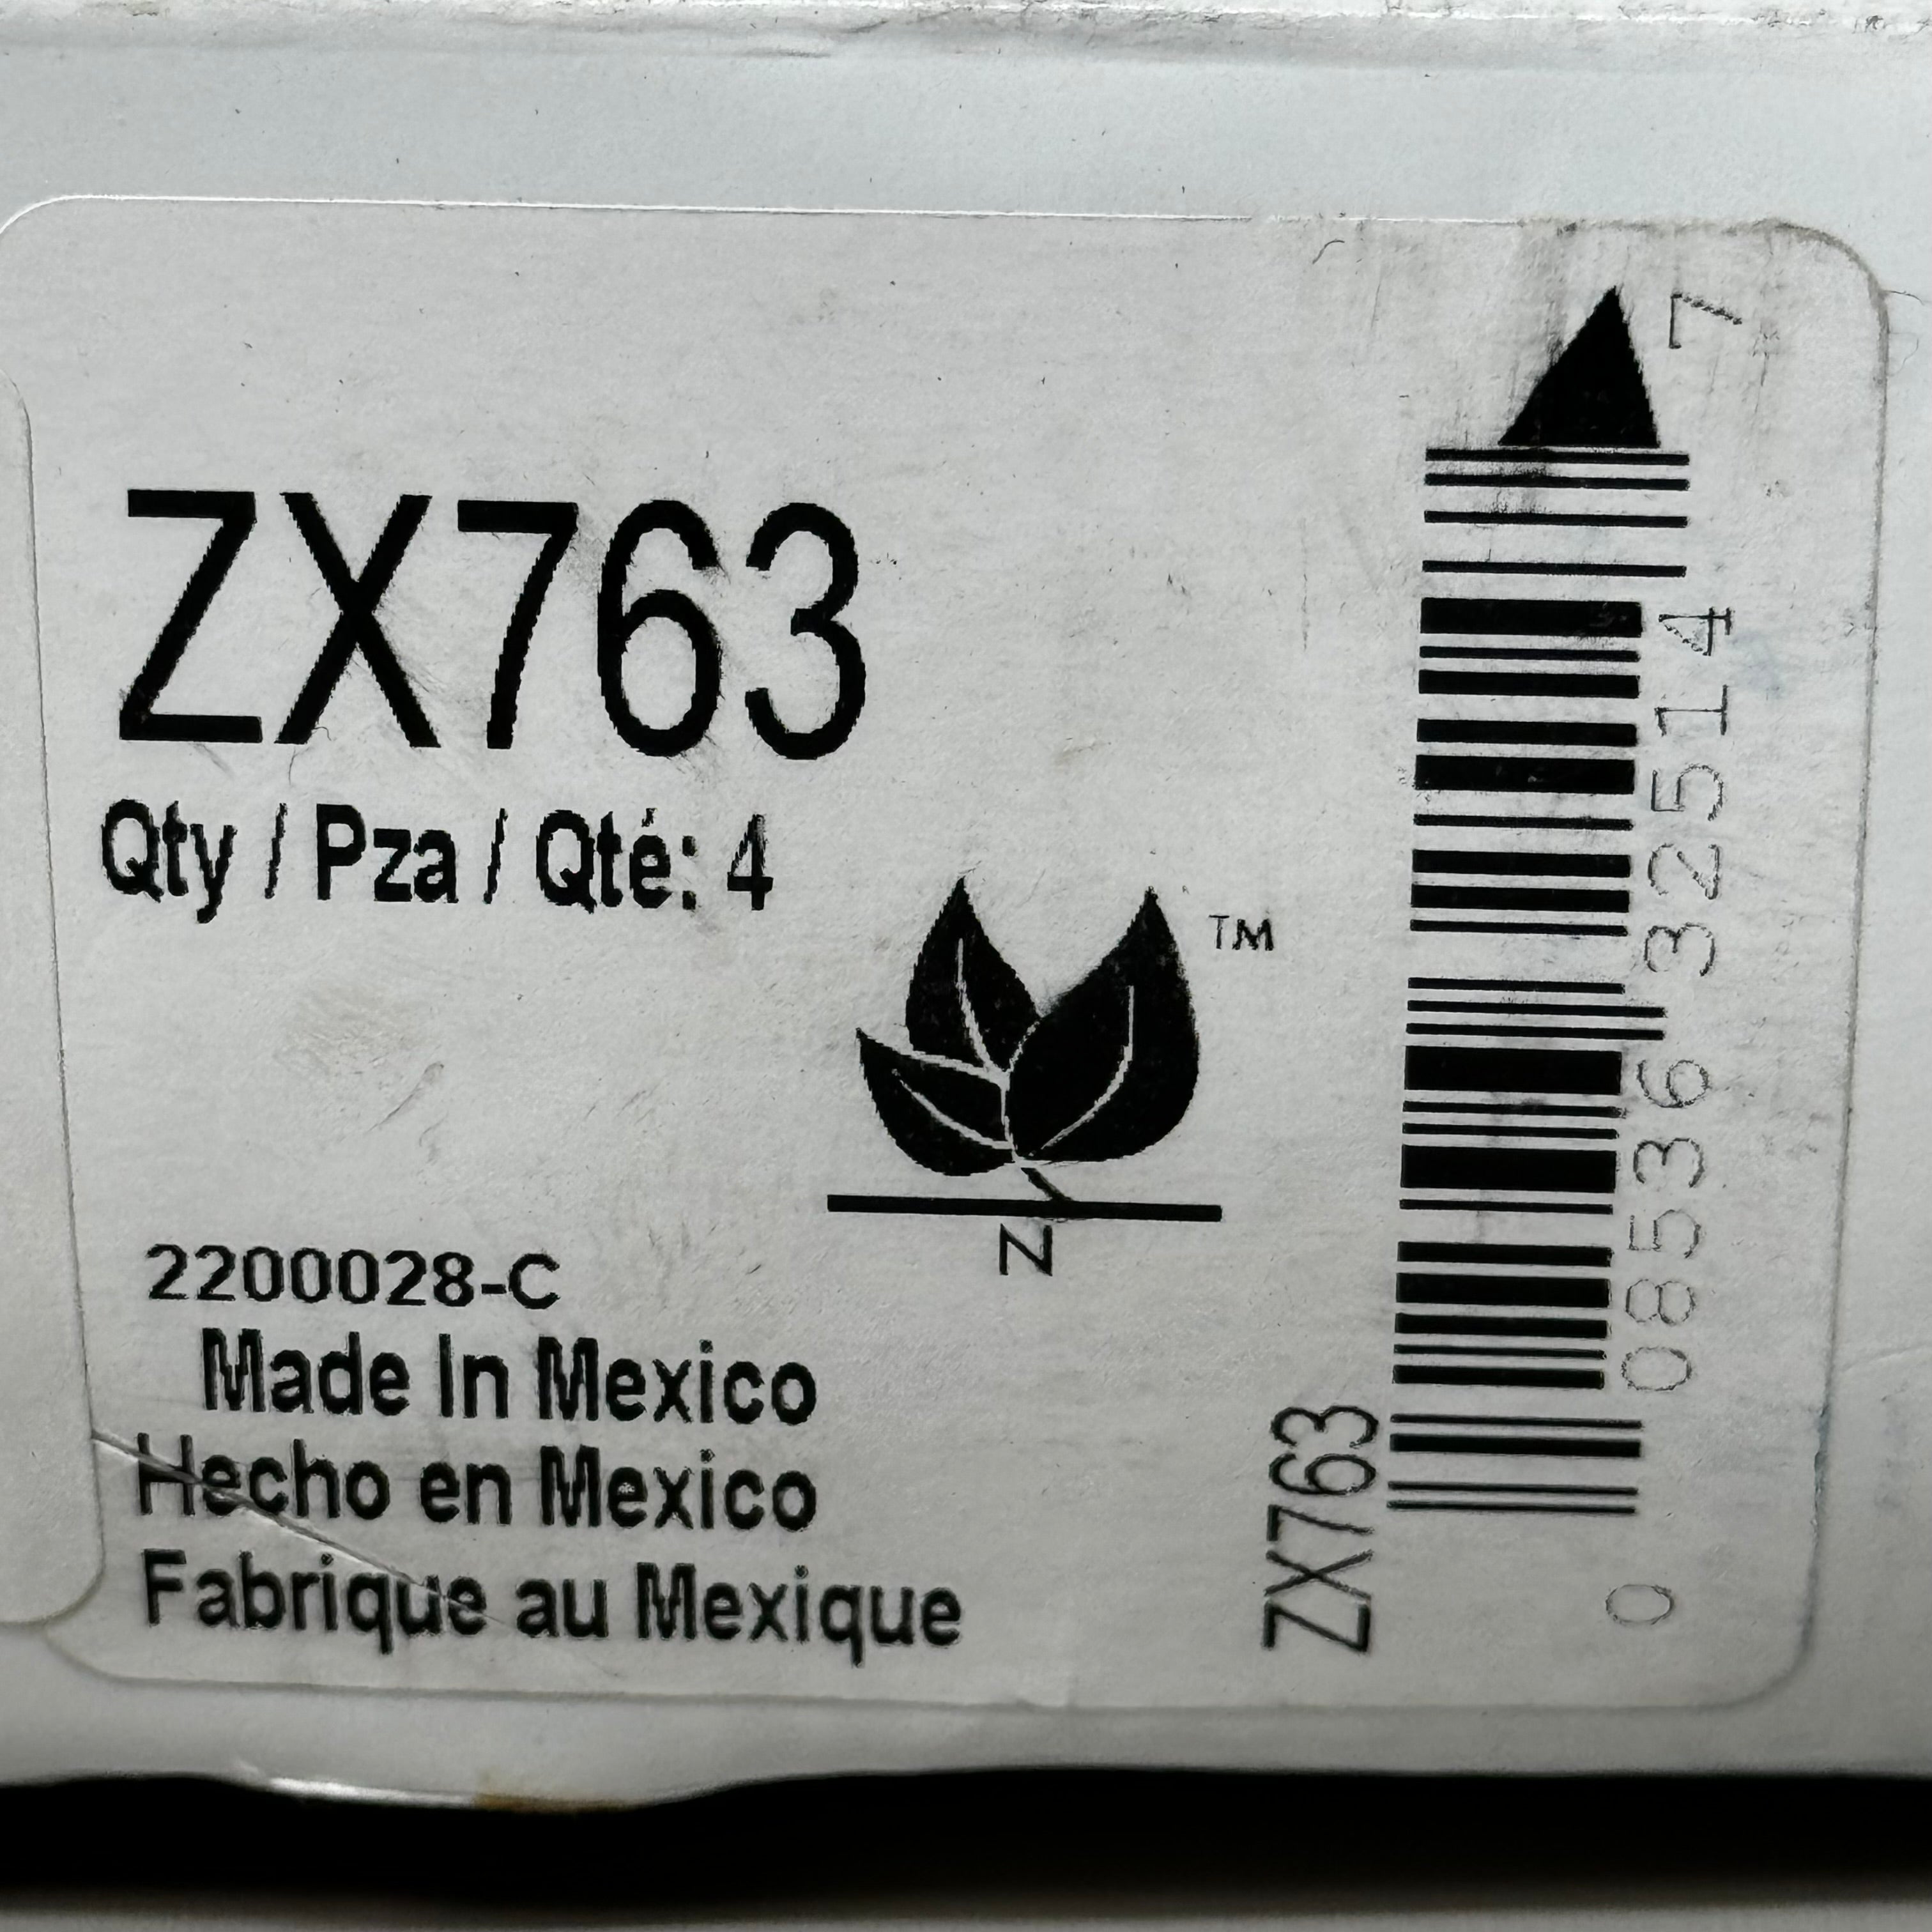 ZX763
Qty / Pza / Qté: 4
TM
N
2200028-C
Made In Mexico
Hecho en Mexico
Fabrique au Mexique
ZX763
0 08536 32514 7